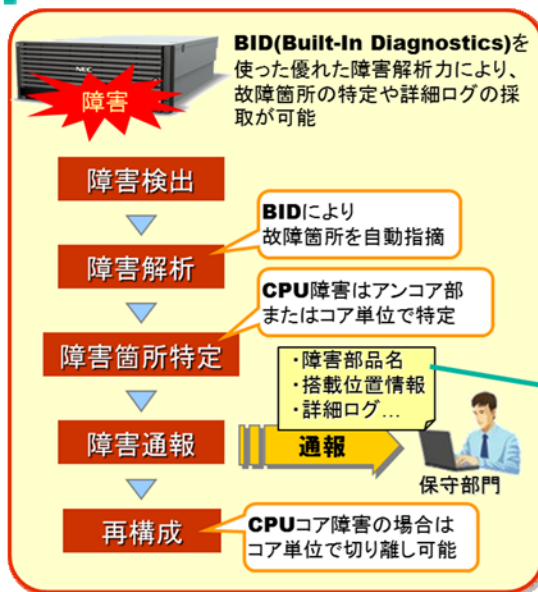 BID(Built-In Diagnostics)を
使った優れた障害解析力により、
故障箇所の特定や詳細ログの採
取が可能
NEC
障害
障害検出
BIDにより
故障箇所を自動指摘
障害解析
CPU障害はアンコア部
またはコア単位で特定
障害箇所特定
・障害部品名
・搭載位置情報
・詳細ログ…
障害通報
通報
保守部門
再構成
CPUコア障害の場合は
コア単位で切り離し可能